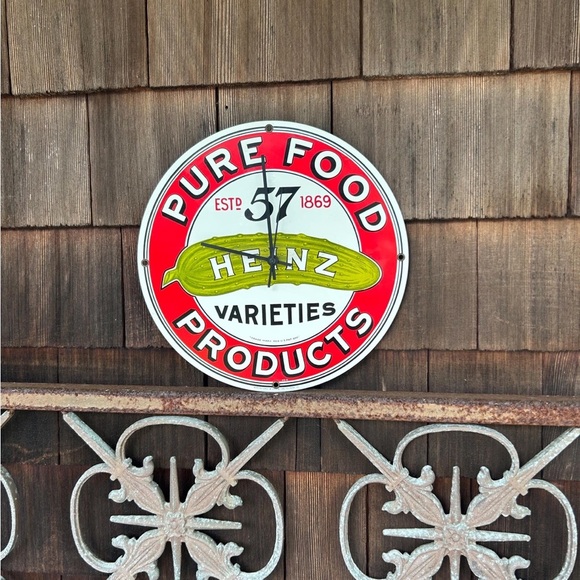 PURE FOOD
ESTD 57 1869
HEINZ
VARIETIES
PRODUCTS